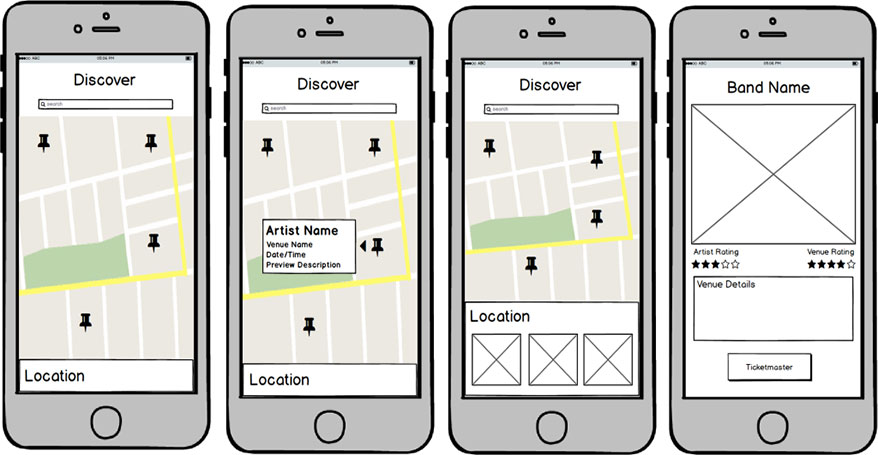 ABC 05:06 PM
Discover
search
Location
ABC 05:06 PM
Discover
search
Artist Name
Venue Name
Date/Time
Preview Description
Location
ABC 05:06 PM
Discover
search
Location
ABC 05:06 PM
Band Name
Artist Rating Venue Rating
Venue Details
Ticketmaster